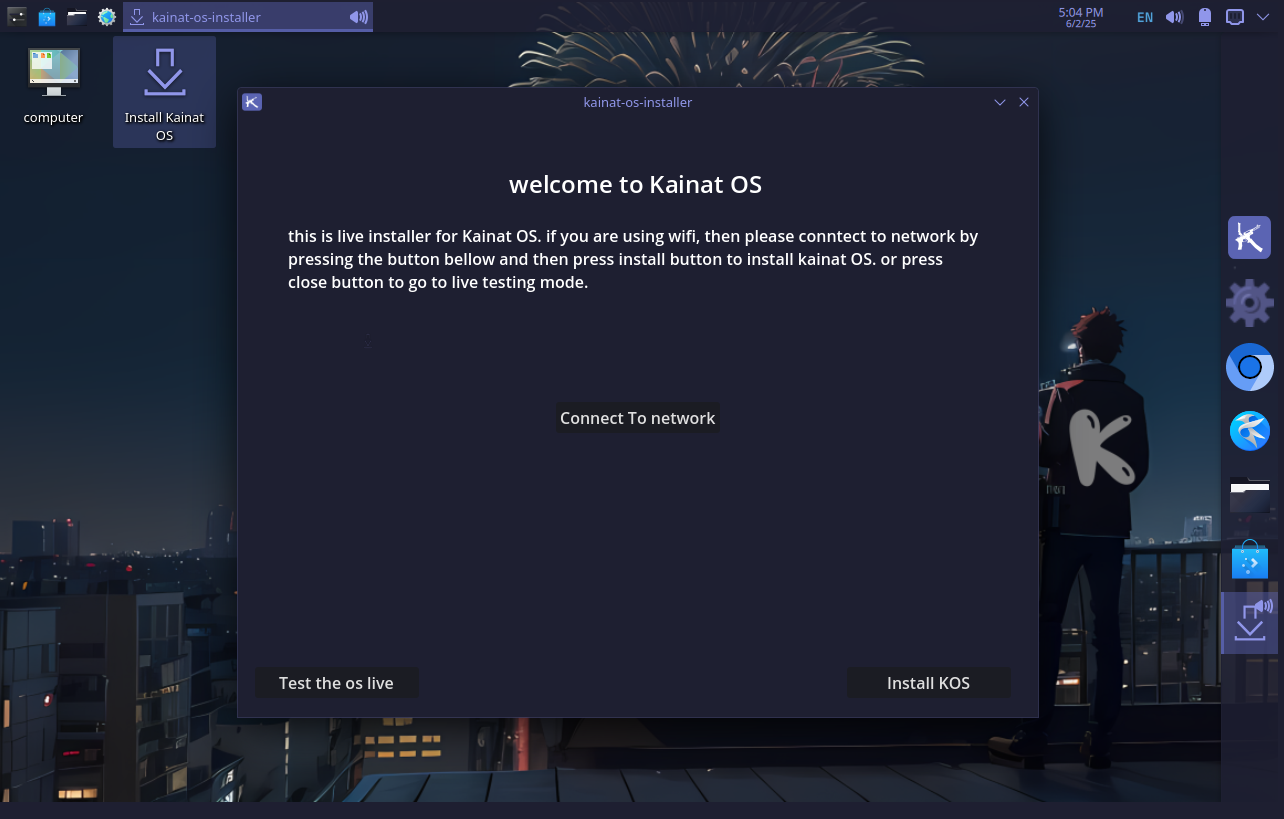 kainat-os-installer
5:04 PM
6/2/25
EN
computer
Install Kainat
OS
kainat-os-installer
welcome to Kainat OS
this is live installer for Kainat OS. if you are using wifi, then please conntect to network by
pressing the button bellow and then press install button to install kainat OS. or press
close button to go to live testing mode.
Connect To network
K
Test the os live
Install KOS